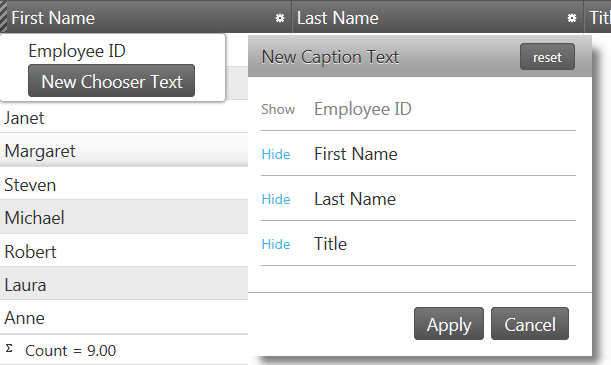 First Name
Last Name
Titl
Employee ID
New Chooser Text
Janet
Margaret
Steven
Michael
Robert
Laura
Anne
Σ Count = 9.00
New Caption Text
reset
Show Employee ID
Hide First Name
Hide Last Name
Hide Title
Apply Cancel